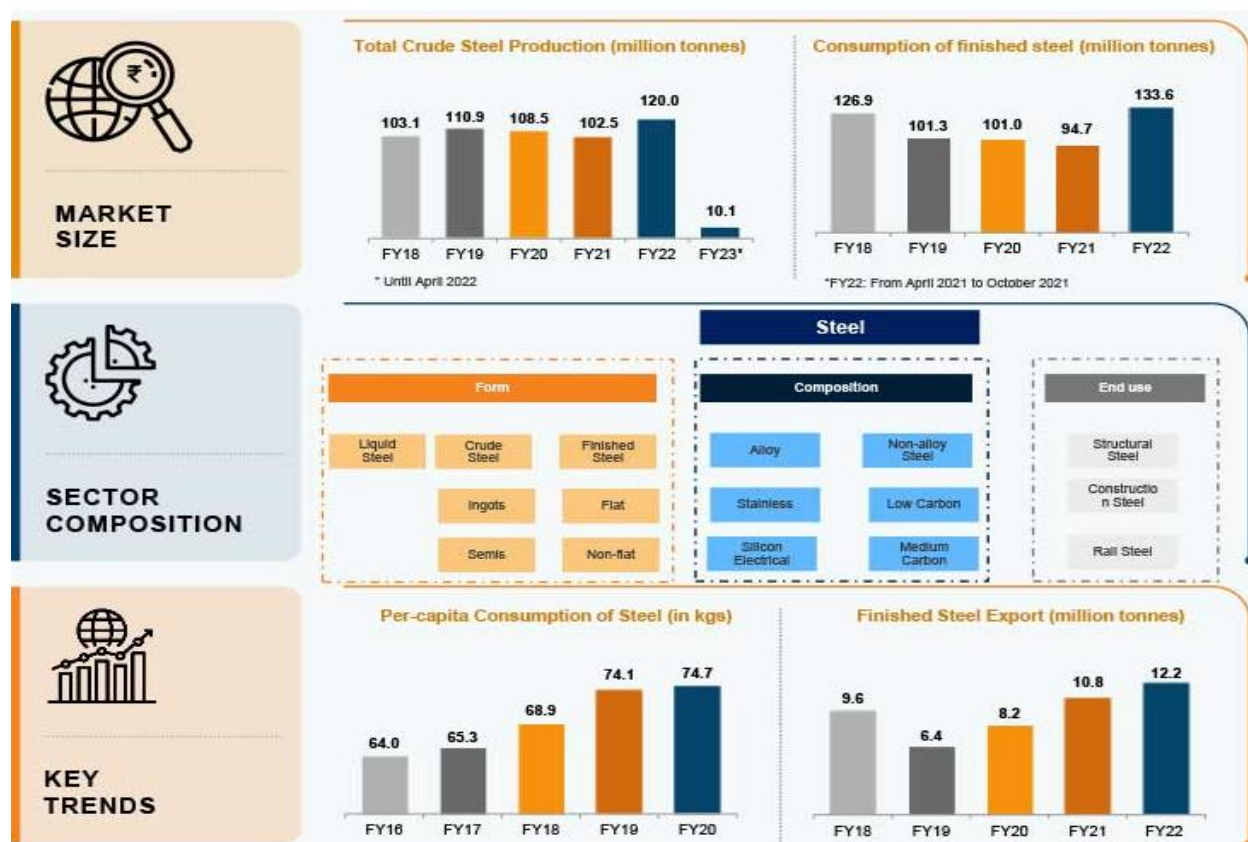 ₹
MARKET
SIZE
Total Crude Steel Production (million tonnes)
103.1
110.9
108.5
102.5
120.0
10.1
FY18
FY19
FY20
FY21
FY22
FY23*
* Until April 2022
Consumption of finished steel (million tonnes)
126.9
101.3
101.0
94.7
133.6
FY18
FY19
FY20
FY21
FY22
*FY22: From April 2021 to October 2021
SECTOR
COMPOSITION
Steel
Form
Liquid
Steel
Crude
Steel
Finished
Steel
Ingots
Flat
Semis
Non-flat
Composition
Alloy
Non-alloy
Steel
Stainless
Low Carbon
Silicon
Electrical
Medium
Carbon
End use
Structural
Steel
Constructio
n Steel
Rail Steel
KEY
TRENDS
Per-capita Consumption of Steel (in kgs)
64.0
65.3
68.9
74.1
74.7
FY16
FY17
FY18
FY19
FY20
Finished Steel Export (million tonnes)
9.6
6.4
8.2
10.8
12.2
FY18
FY19
FY20
FY21
FY22